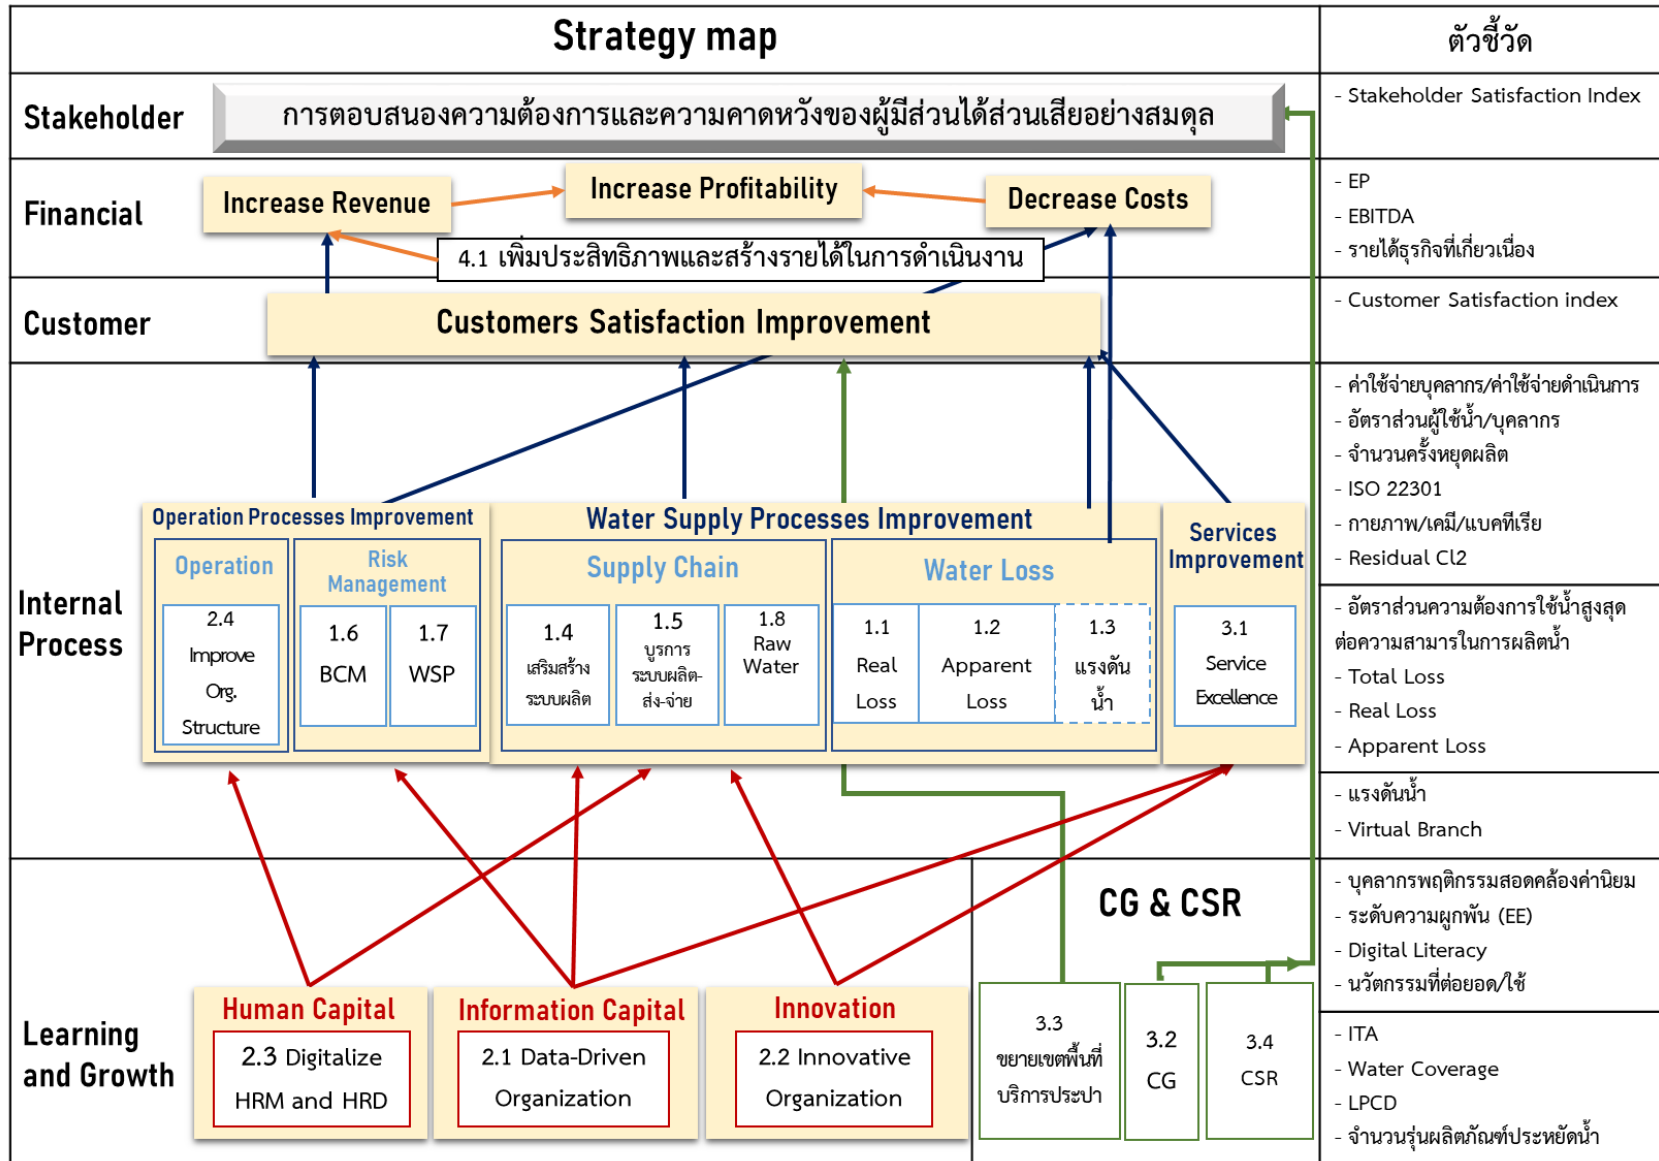 Strategy map
ตัวชี้วัด
Stakeholder
การตอบสนองความต้องการและความคาดหวังของผู้มีส่วนได้ส่วนเสียอย่างสมดุล
- Stakeholder Satisfaction Index
Financial
Increase Revenue
Increase Profitability
Decrease Costs
4.1 เพิ่มประสิทธิภาพและสร้างรายได้ในการดำเนินงาน
- EP
- EBITDA
- รายได้ธุรกิจที่เกี่ยวเนื่อง
Customer
Customers Satisfaction Improvement
- Customer Satisfaction index
Internal
Process
Operation Processes Improvement
Operation
2.4
Improve
Org.
Structure
Risk
Management
1.6
BCM
1.7
WSP
Water Supply Processes Improvement
Supply Chain
1.4
เสริมสร้าง
ระบบผลิต
1.5
บูรการ
ระบบผลิต-
ส่ง-จ่าย
1.8
Raw
Water
Water Loss
1.1
Real
Loss
1.2
Apparent
Loss
1.3
แรงดัน
น้ำ
Services
Improvement
3.1
Service
Excellence
- ค่าใช้จ่ายบุคลากร/ค่าใช้จ่ายดำเนินการ
- อัตราส่วนผู้ใช้น้ำ/บุคลากร
- จำนวนครั้งหยุดผลิต
- ISO 22301
- กายภาพ/เคมี/แบคทีเรีย
- Residual Cl2
- อัตราส่วนความต้องการใช้น้ำสูงสุด
ต่อความสามารในการผลิตน้ำ
- Total Loss
- Real Loss
- Apparent Loss
- แรงดันน้ำ
- Virtual Branch
Learning
and Growth
Human Capital
2.3 Digitalize
HRM and HRD
Information Capital
2.1 Data-Driven
Organization
Innovation
2.2 Innovative
Organization
CG & CSR
3.3
ขยายเขตพื้นที่
บริการประปา
3.2
CG
3.4
CSR
- บุคลากรพฤติกรรมสอดคล้องค่านิยม
- ระดับความผูกพัน (EE)
- Digital Literacy
- นวัตกรรมที่ต่อยอด/ใช้
- ITA
- Water Coverage
- LPCD
- จำนวนรุ่นผลิตภัณฑ์ประหยัดน้ำ